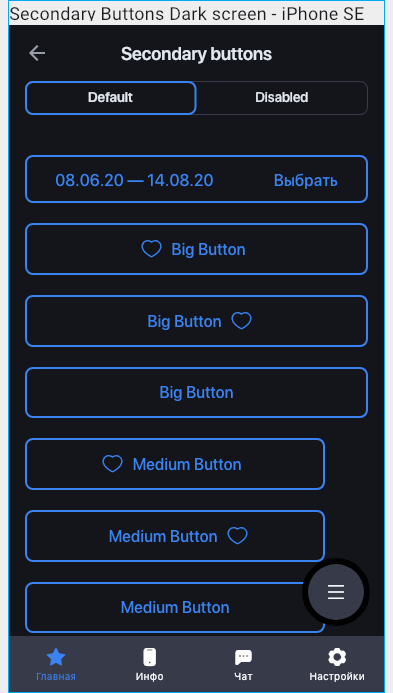 Secondary Buttons Dark screen - iPhone SE
Secondary buttons
Default Disabled
08.06.20 — 14.08.20 Выбрать
Big Button
Big Button
Big Button
Medium Button
Medium Button
Medium Button
Главная Инфо Чат Настройки